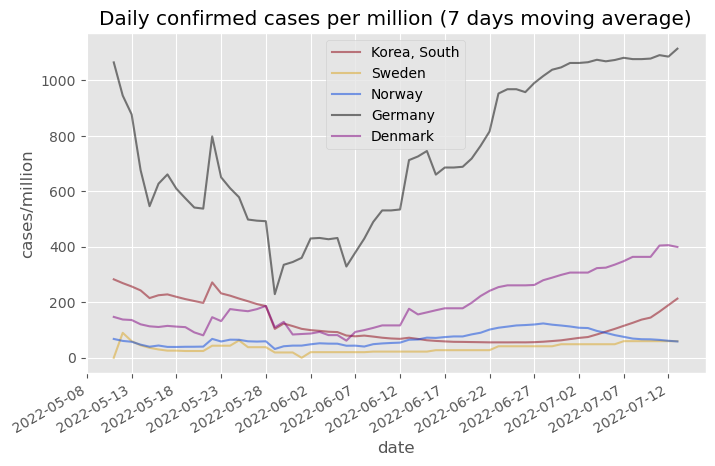 Daily confirmed cases per million (7 days moving average)
Korea, South
Sweden
Norway
Germany
Denmark
cases/million
1000
800
600
400
200
0
2022-05-08
2022-05-13
2022-05-18
2022-05-23
2022-05-28
2022-06-02
2022-06-07
2022-06-12
2022-06-17
2022-06-22
2022-06-27
2022-07-02
2022-07-07
2022-07-12
date